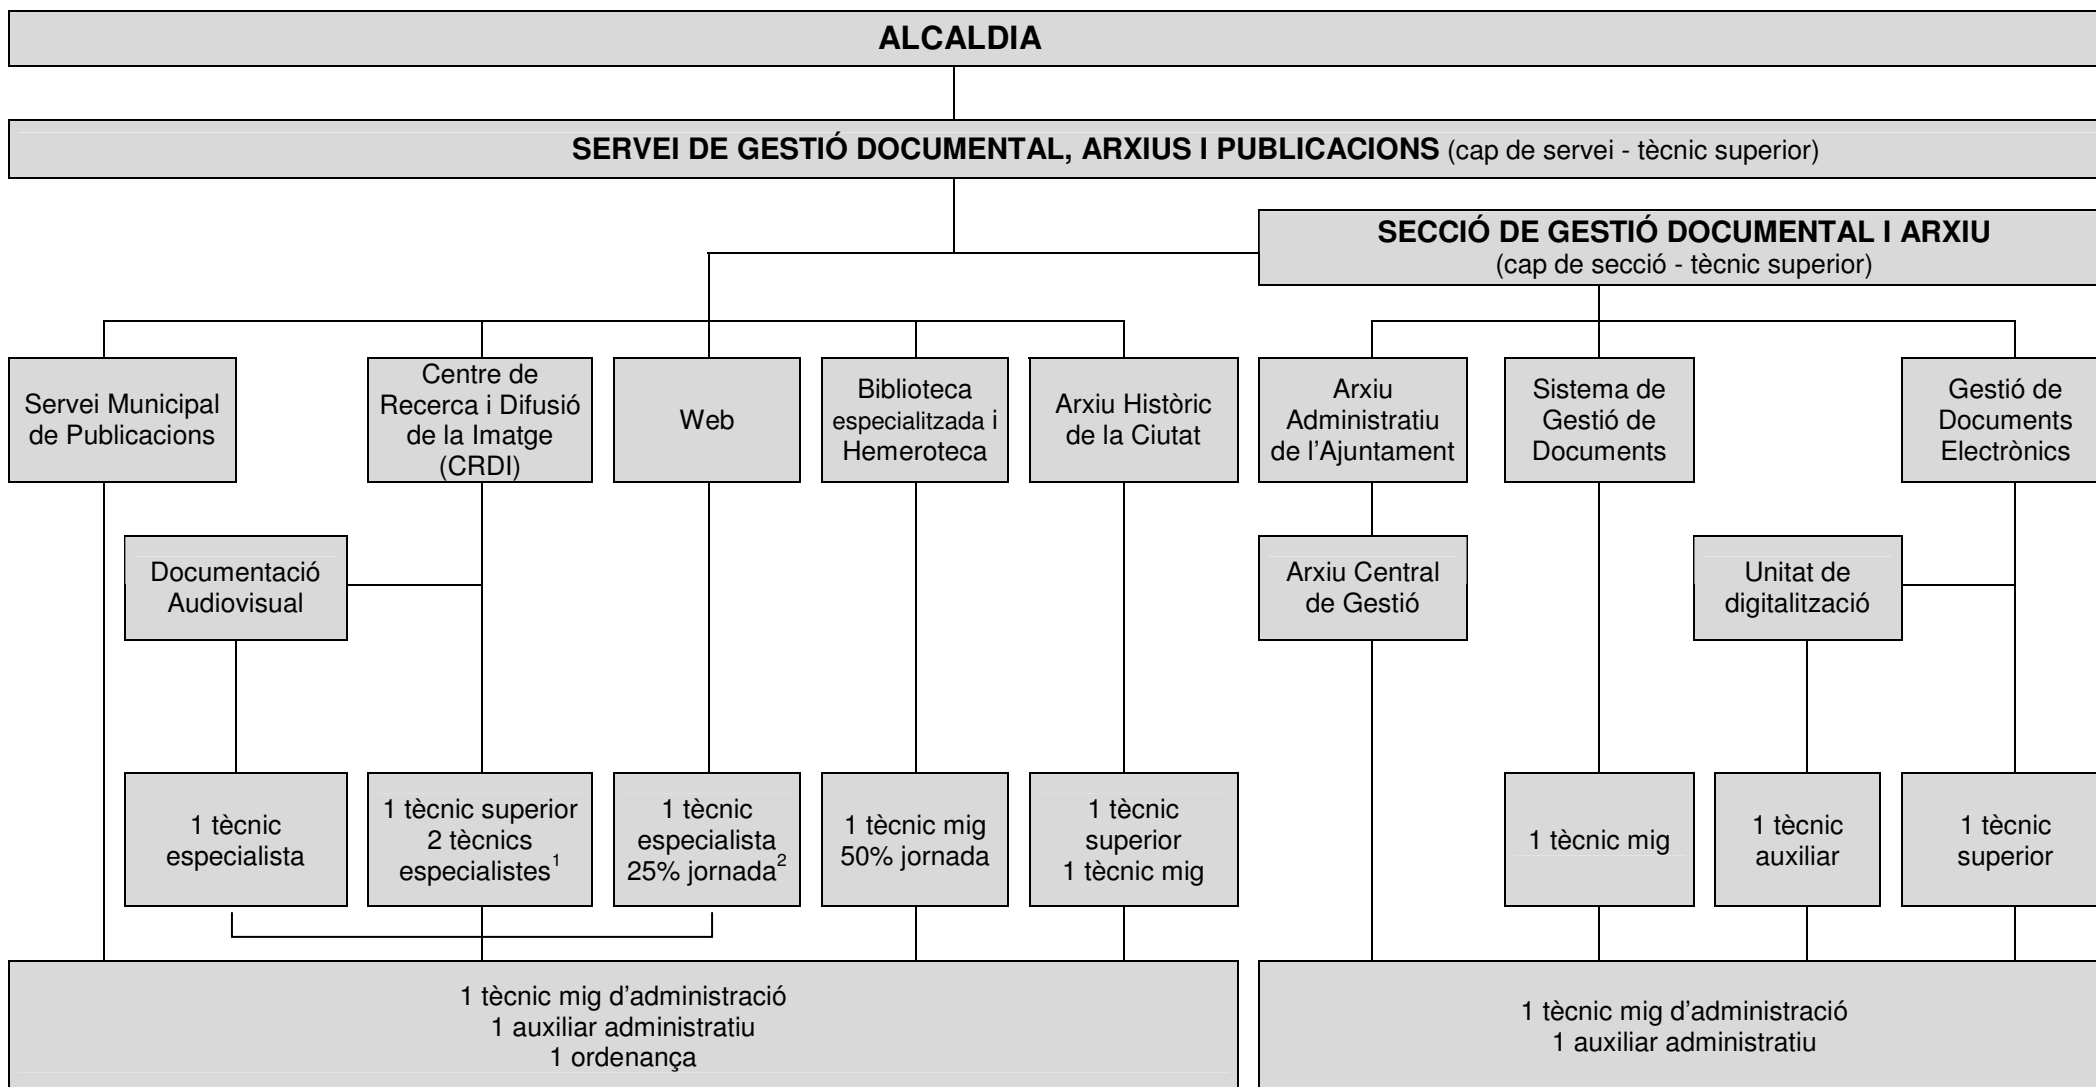 ALCALDIA
SERVEI DE GESTIÓ DOCUMENTAL, ARXIUS I PUBLICACIONS (cap de servei - tècnic superior)
SECCIÓ DE GESTIÓ DOCUMENTAL I ARXIU
(cap de secció - tècnic superior)
Servei Municipal
de Publicacions
Centre de
Recerca i Difusió
de la Imatge
(CRDI)
Web
Biblioteca
especialitzada i
Hemeroteca
Arxiu Històric
de la Ciutat
Arxiu
Administratiu
de l'Ajuntament
Sistema de
Gestió de
Documents
Gestió de
Documents
Electrònics
Documentació
Audiovisual
Arxiu Central
de Gestió
Unitat de
digitalització
1 tècnic
especialista
1 tècnic superior
2 tècnics
especialistes¹
1 tècnic
especialista
25% jornada²
1 tècnic mig
50% jornada
1 tècnic
superior
1 tècnic mig
1 tècnic mig
1 tècnic
auxiliar
1 tècnic
superior
1 tècnic mig d'administració
1 auxiliar administratiu
1 ordenança
1 tècnic mig d'administració
1 auxiliar administratiu